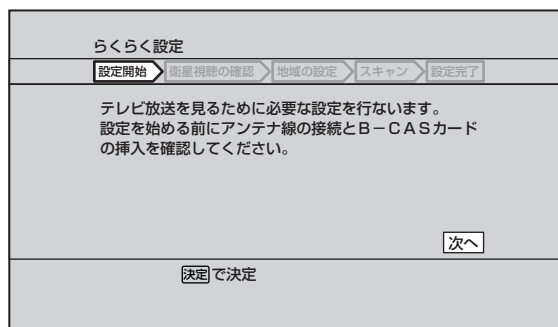 らくらく設定
設定開始 衛星視聴の確認 地域の設定 スキャン 設定完了
テレビ放送を見るために必要な設定を行ないます。
設定を始める前にアンテナ線の接続とB－CASカード
の挿入を確認してください。
次へ
決定で決定